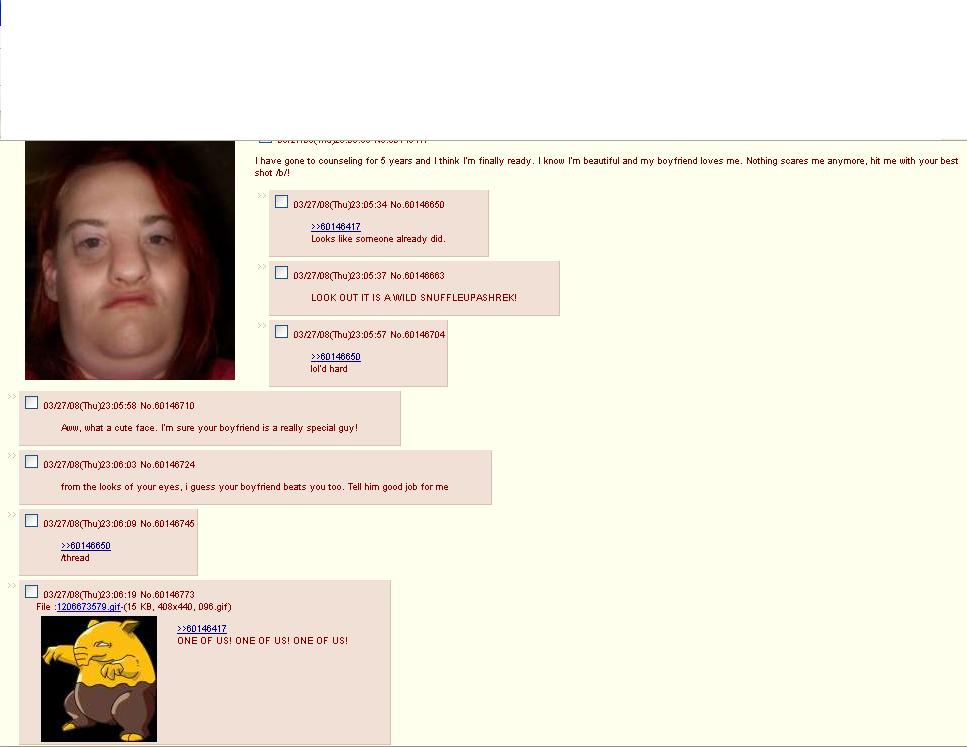 I have gone to counseling for 5 years and I think I'm finally ready. I know I'm beautiful and my boyfriend loves me. Nothing scares me anymore, hit me with your best
shot /b/!
>> 03/27/08(Thu)23:05:34 No.60146650
>>60146417
Looks like someone already did.
>> 03/27/08(Thu)23:05:37 No.60146663
LOOK OUT IT IS A WILD SNUFFLEUPASHREK!
>> 03/27/08(Thu)23:05:57 No.60146704
>>60146650
lol'd hard
>> 03/27/08(Thu)23:05:58 No.60146710
Aww, what a cute face. I'm sure your boyfriend is a really special guy!
>> 03/27/08(Thu)23:06:03 No.60146724
from the looks of your eyes, i guess your boyfriend beats you too. Tell him good job for me
>> 03/27/08(Thu)23:06:09 No.60146745
>>60146650
/thread
>> 03/27/08(Thu)23:06:19 No.60146773
File :1206673579.gif-(15 KB, 408x440, 096.gif)
>>60146417
ONE OF US! ONE OF US! ONE OF US!